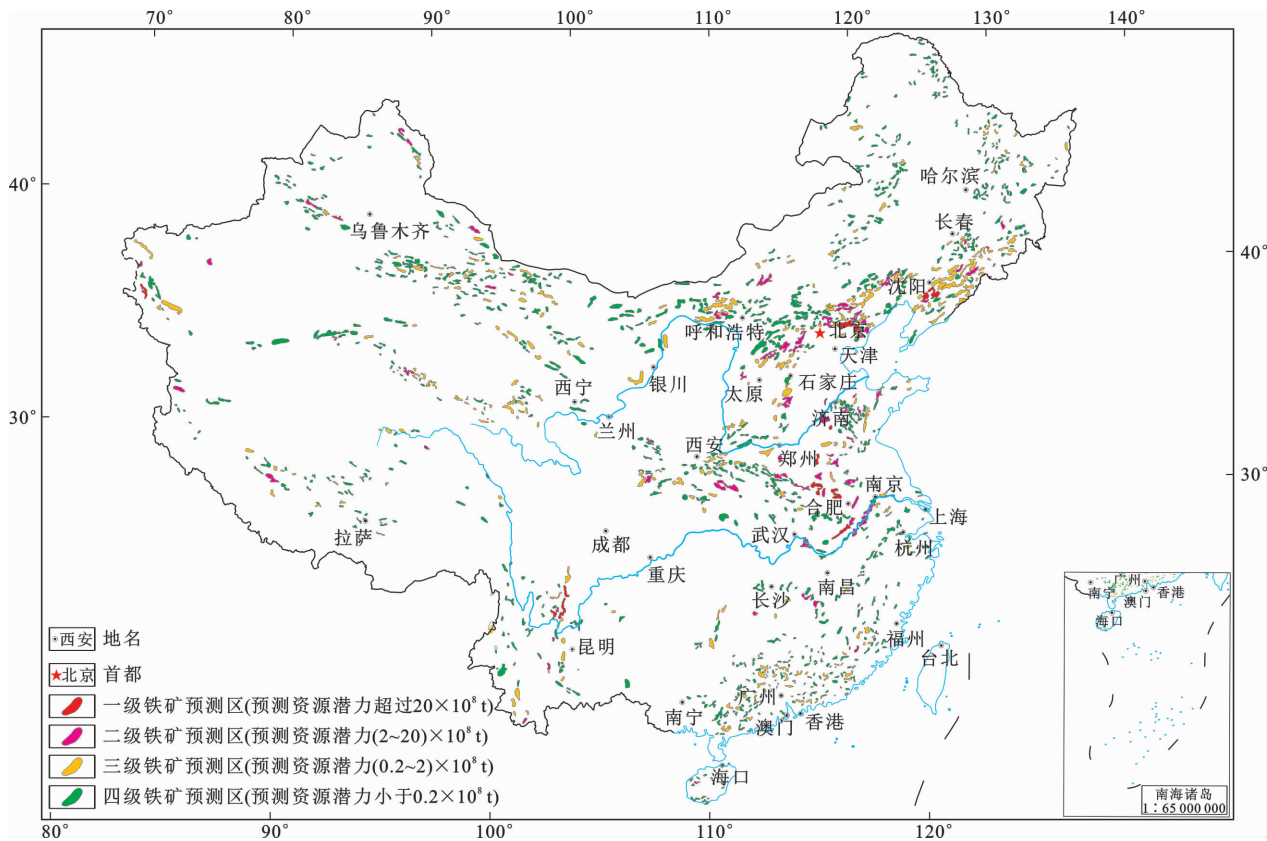 70° 80° 90° 100° 110° 120° 130° 140°
40°
哈尔滨
长春
乌鲁木齐
40°
沈阳
呼和浩特
北京
天津
西宁
银川
太原
石家庄
30°
兰州
济南
西安
郑州
30°
南京
合肥
上海
拉萨
成都
武汉
杭州
重庆
南昌
长沙
广州
南宁
澳门
香港
海口
福州
昆明
台北
广州
南宁
澳门
香港
海口
西安 地名
北京 首都
一级铁矿预测区(预测资源潜力超过20×10⁸ t)
二级铁矿预测区(预测资源潜力(2~20)×10⁸ t)
三级铁矿预测区(预测资源潜力(0.2~2)×10⁸ t)
四级铁矿预测区(预测资源潜力小于0.2×10⁸ t)
南海诸岛
1∶65 000 000
80° 90° 100° 110° 120°